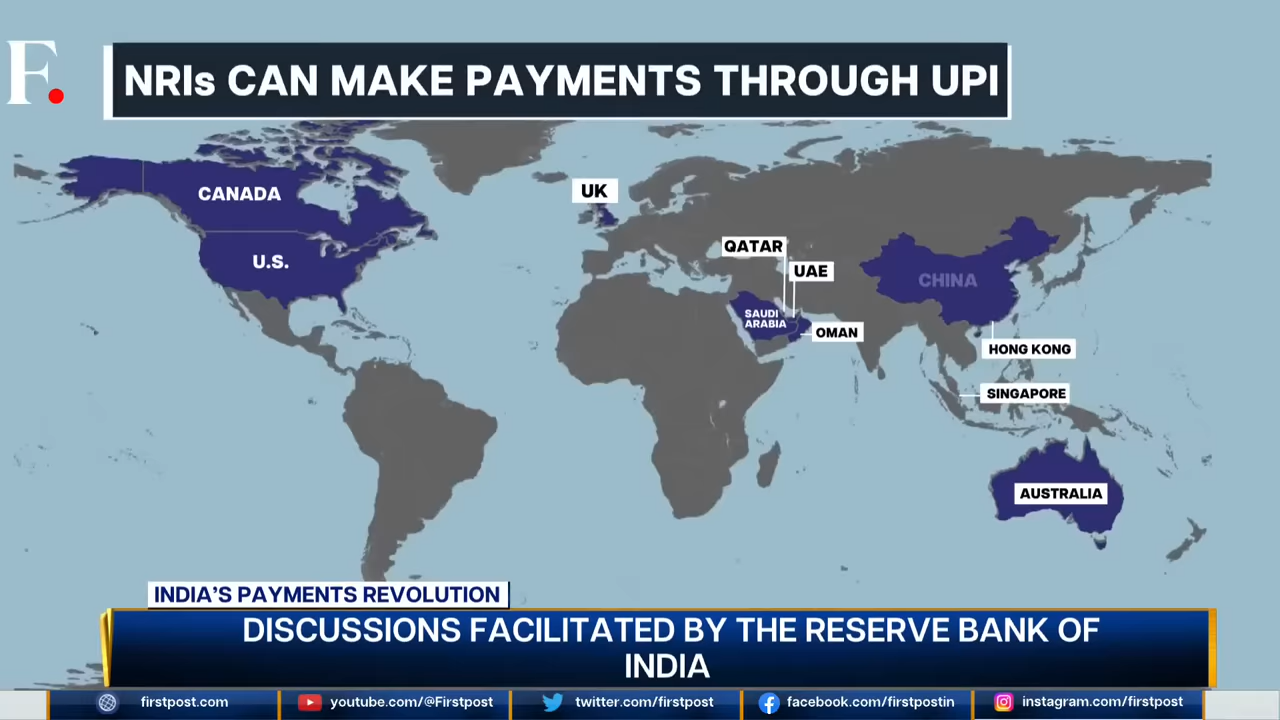 F.
NRIs CAN MAKE PAYMENTS THROUGH UPI
CANADA
UK
U.S.
QATAR
UAE
CHINA
SAUDI
ARABIA
OMAN
HONG KONG
SINGAPORE
AUSTRALIA
INDIA'S PAYMENTS REVOLUTION
DISCUSSIONS FACILITATED BY THE RESERVE BANK OF
INDIA
firstpost.com
youtube.com/@Firstpost
twitter.com/firstpost
facebook.com/firstpostin
instagram.com/firstpost